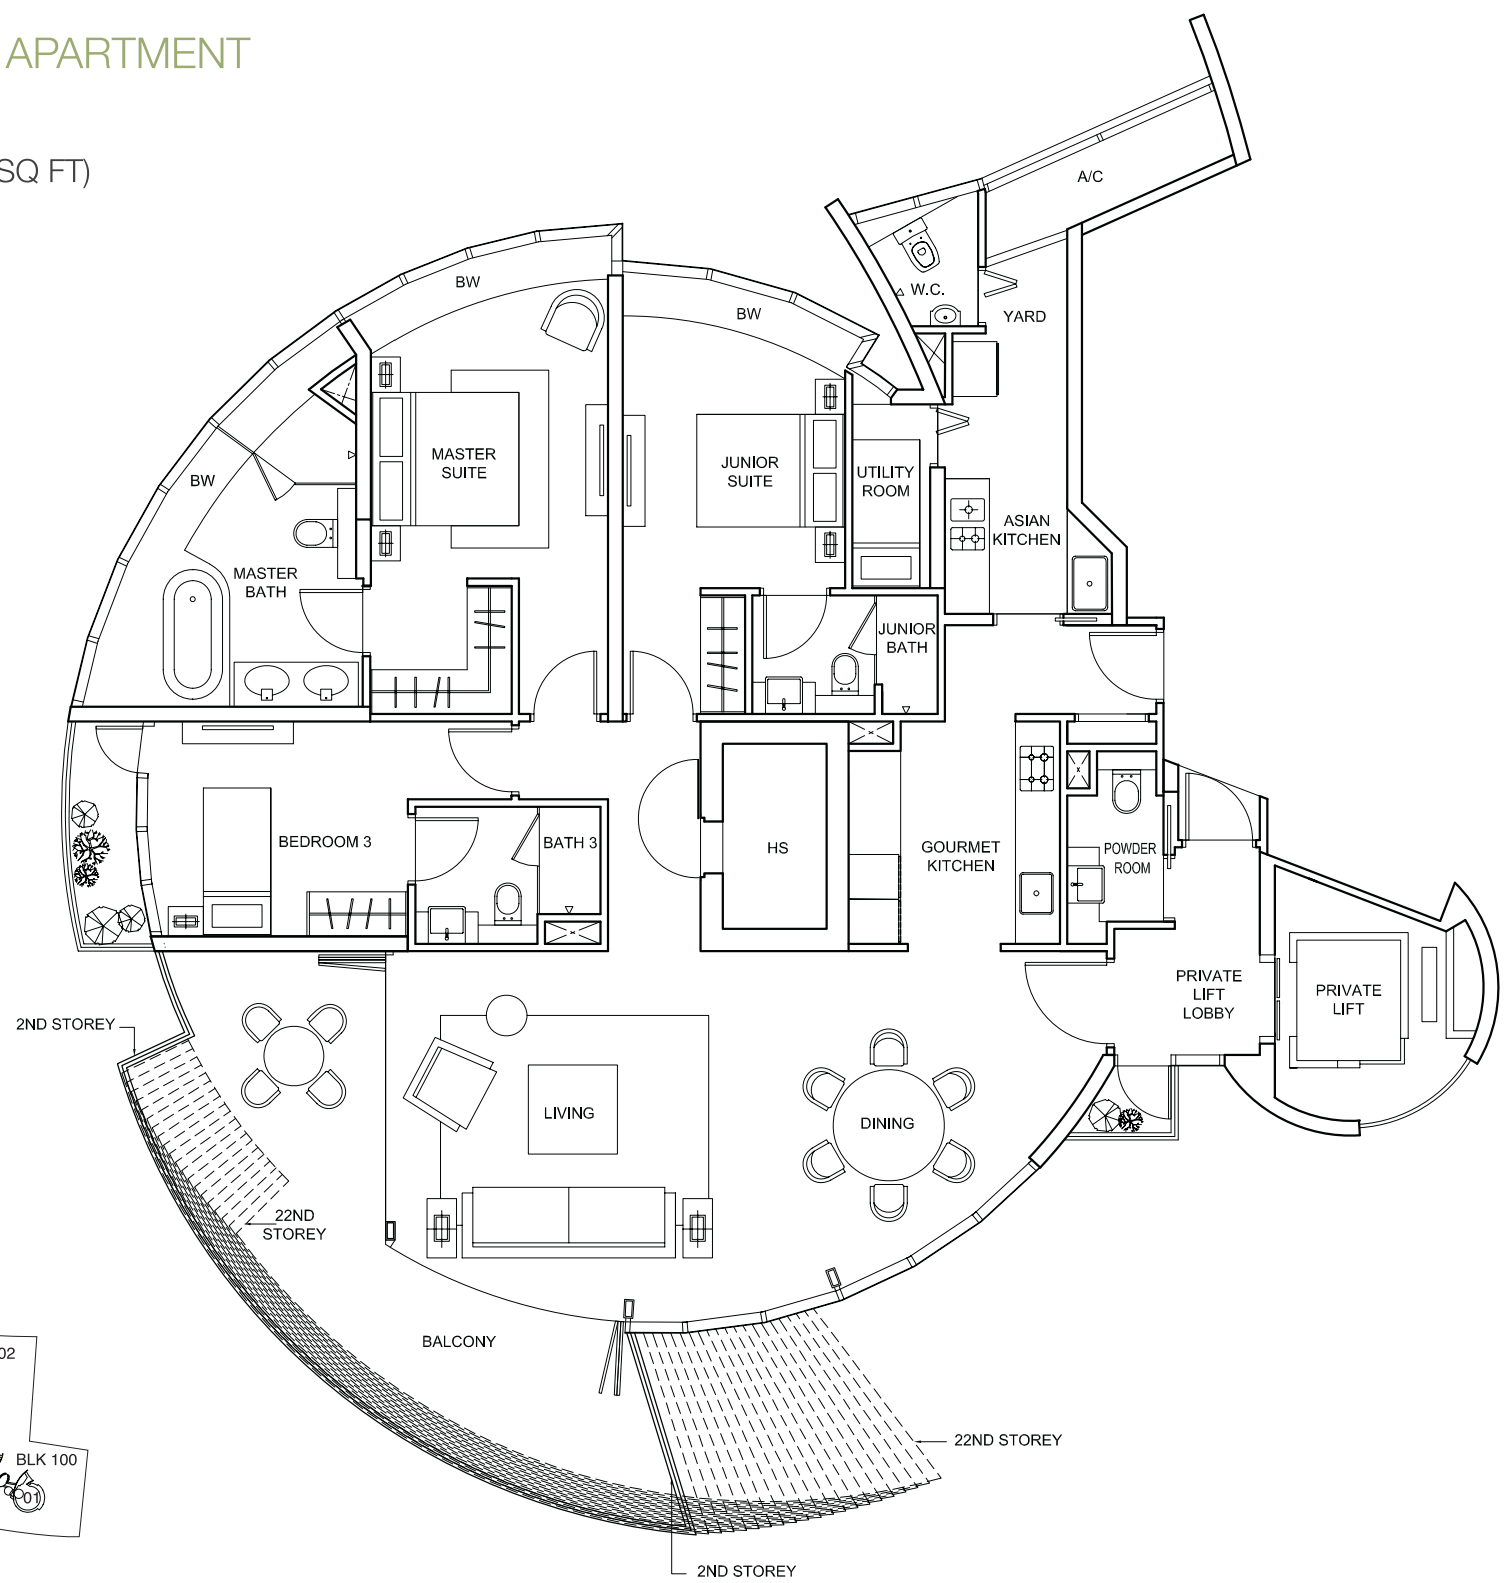 APARTMENT
SQ FT)
A/C
BW
W.C.
BW
YARD
MASTER
SUITE
JUNIOR
SUITE
BW
UTILITY
ROOM
ASIAN
KITCHEN
MASTER
BATH
JUNIOR
BATH
BEDROOM 3
BATH 3
HS
GOURMET
KITCHEN
POWDER
ROOM
PRIVATE
LIFT
LOBBY
PRIVATE
LIFT
2ND STOREY
LIVING
DINING
22ND
STOREY
BALCONY
02
22ND STOREY
BLK 100
01
2ND STOREY